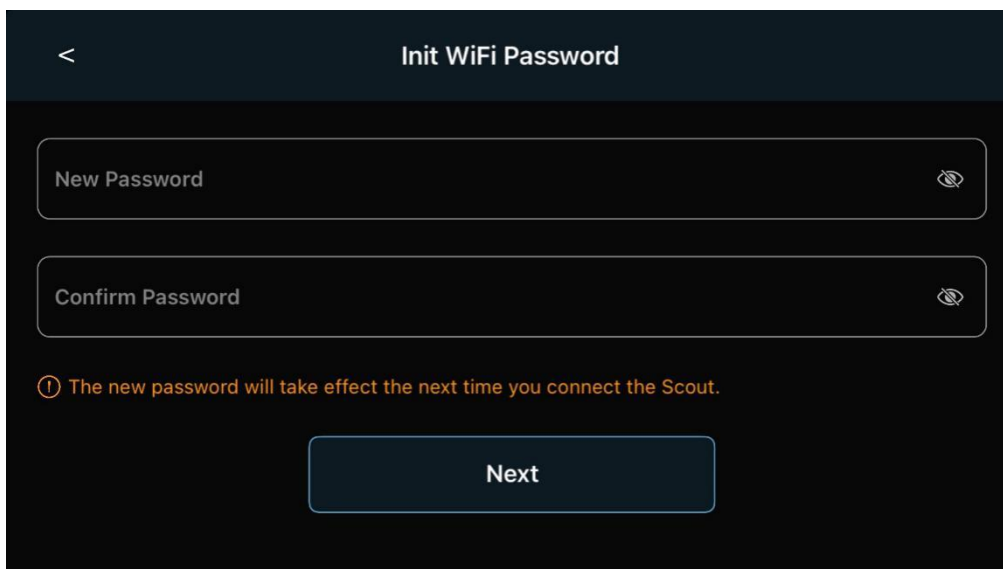 < Init WiFi Password
New Password
Confirm Password
The new password will take effect the next time you connect the Scout.
Next